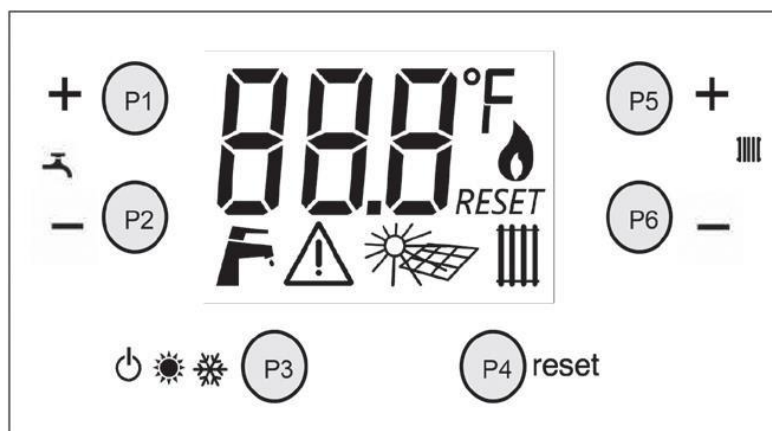 + P1 88.8 °F P5 +
− P2 RESET P6 −
P3 P4 reset